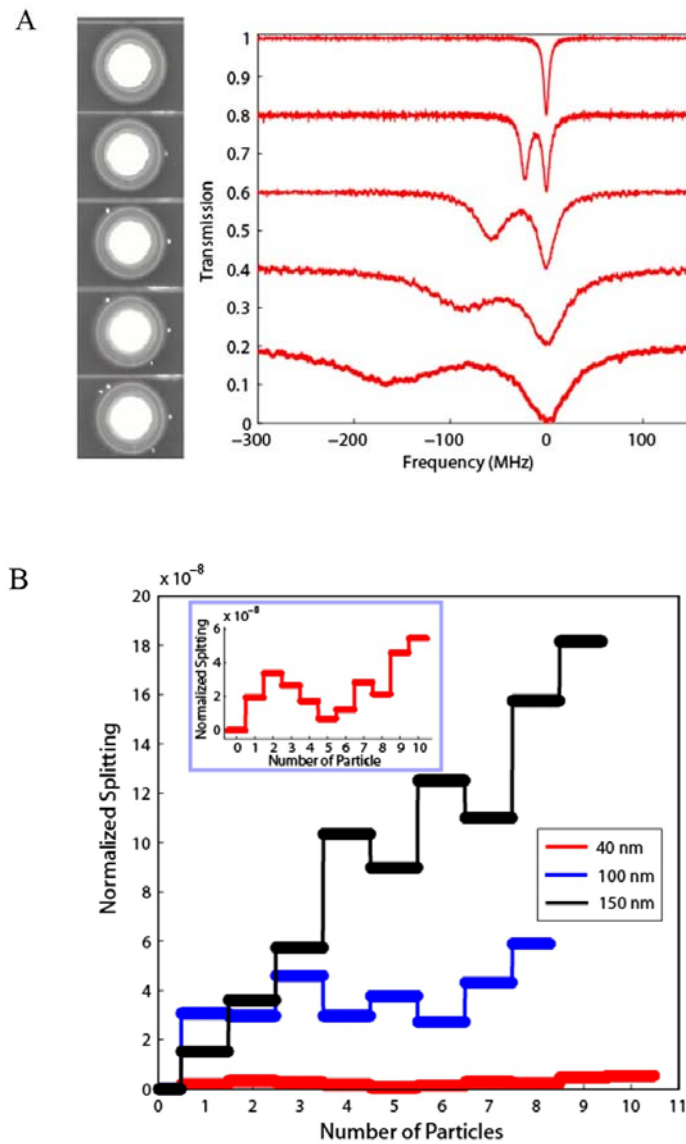 A
Transmission
1
0.9
0.8
0.7
0.6
0.5
0.4
0.3
0.2
0.1
0
−300 −200 −100 0
Frequency (MHz)
B
x 10⁻⁸
Normalized Splitting
20
18
16
14
12
10
8
6
4
2
0
x 10⁻⁸
Normalized Splitting
6
4
2
0
0 1 2 3 4 5 6 7 8 9 10
Number of Particle
40 nm
100 nm
150 nm
0 1 2 3 4 5 6 7 8 9 10 11
Number of Particles